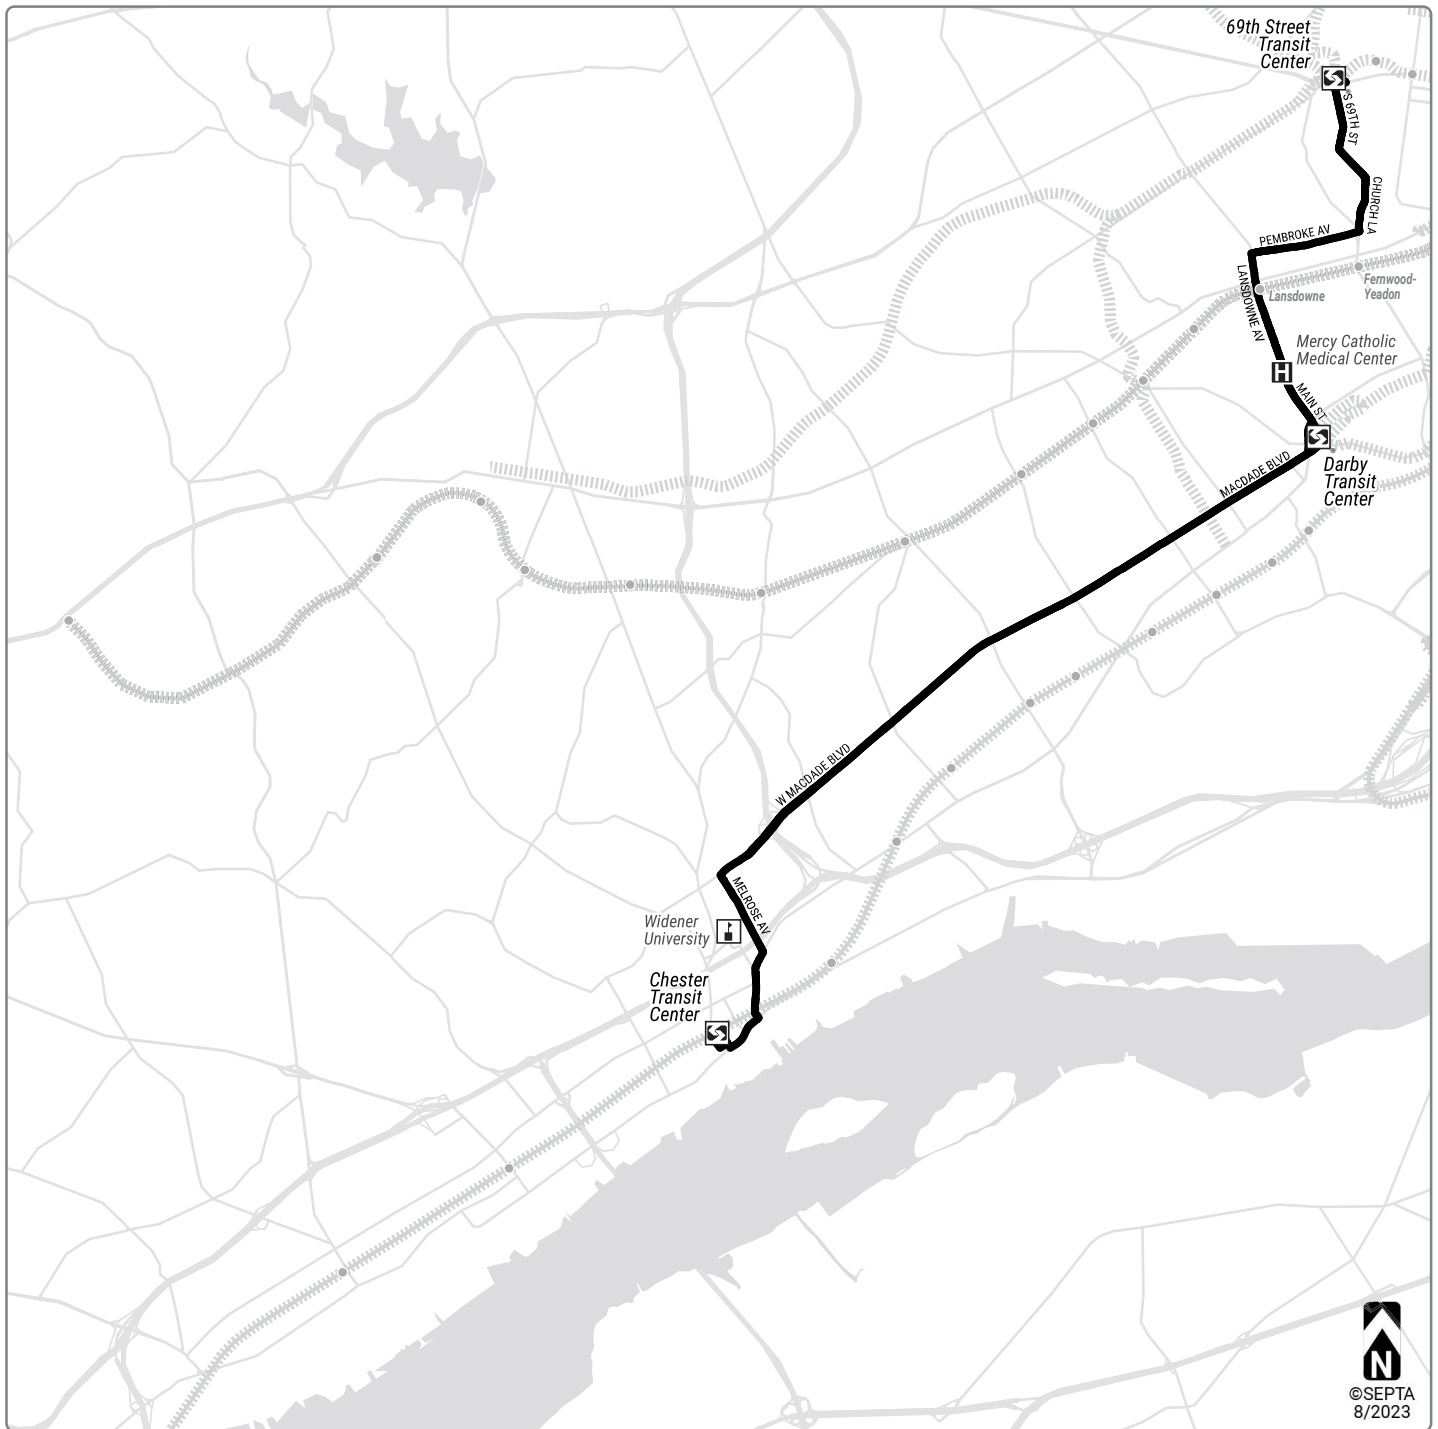 69th Street
Transit
Center
S 69TH ST
CHURCH LA
PEMBROKE AV
LANSDOWNE AV
Lansdowne
Fernwood-
Yeadon
Mercy Catholic
Medical Center
H
MAIN ST
MACDADE BLVD
Darby
Transit
Center
W MACDADE BLVD
MELROSE AV
Widener
University
Chester
Transit
Center
N
©SEPTA
8/2023